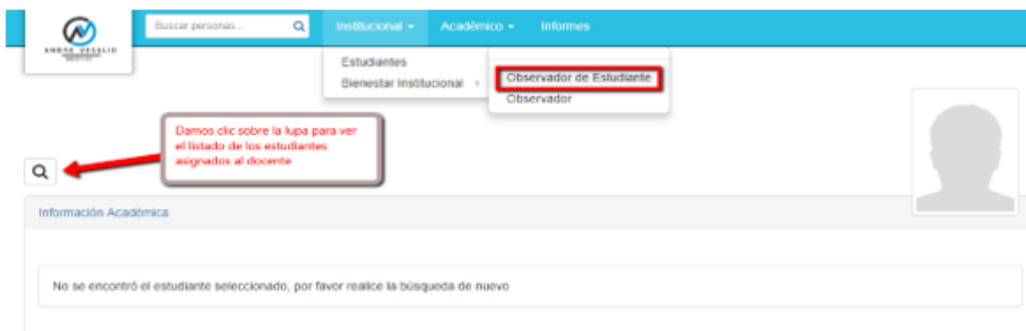 Buscar personas...
Institucional
Académico
Informes
ANDRE VESALIO
Estudiantes
Bienestar Institucional
Observador de Estudiante
Observador
Damos clic sobre la lupa para ver
el listado de los estudiantes
asignados al docente
Información Académica
No se encontró el estudiante seleccionado, por favor realice la búsqueda de nuevo